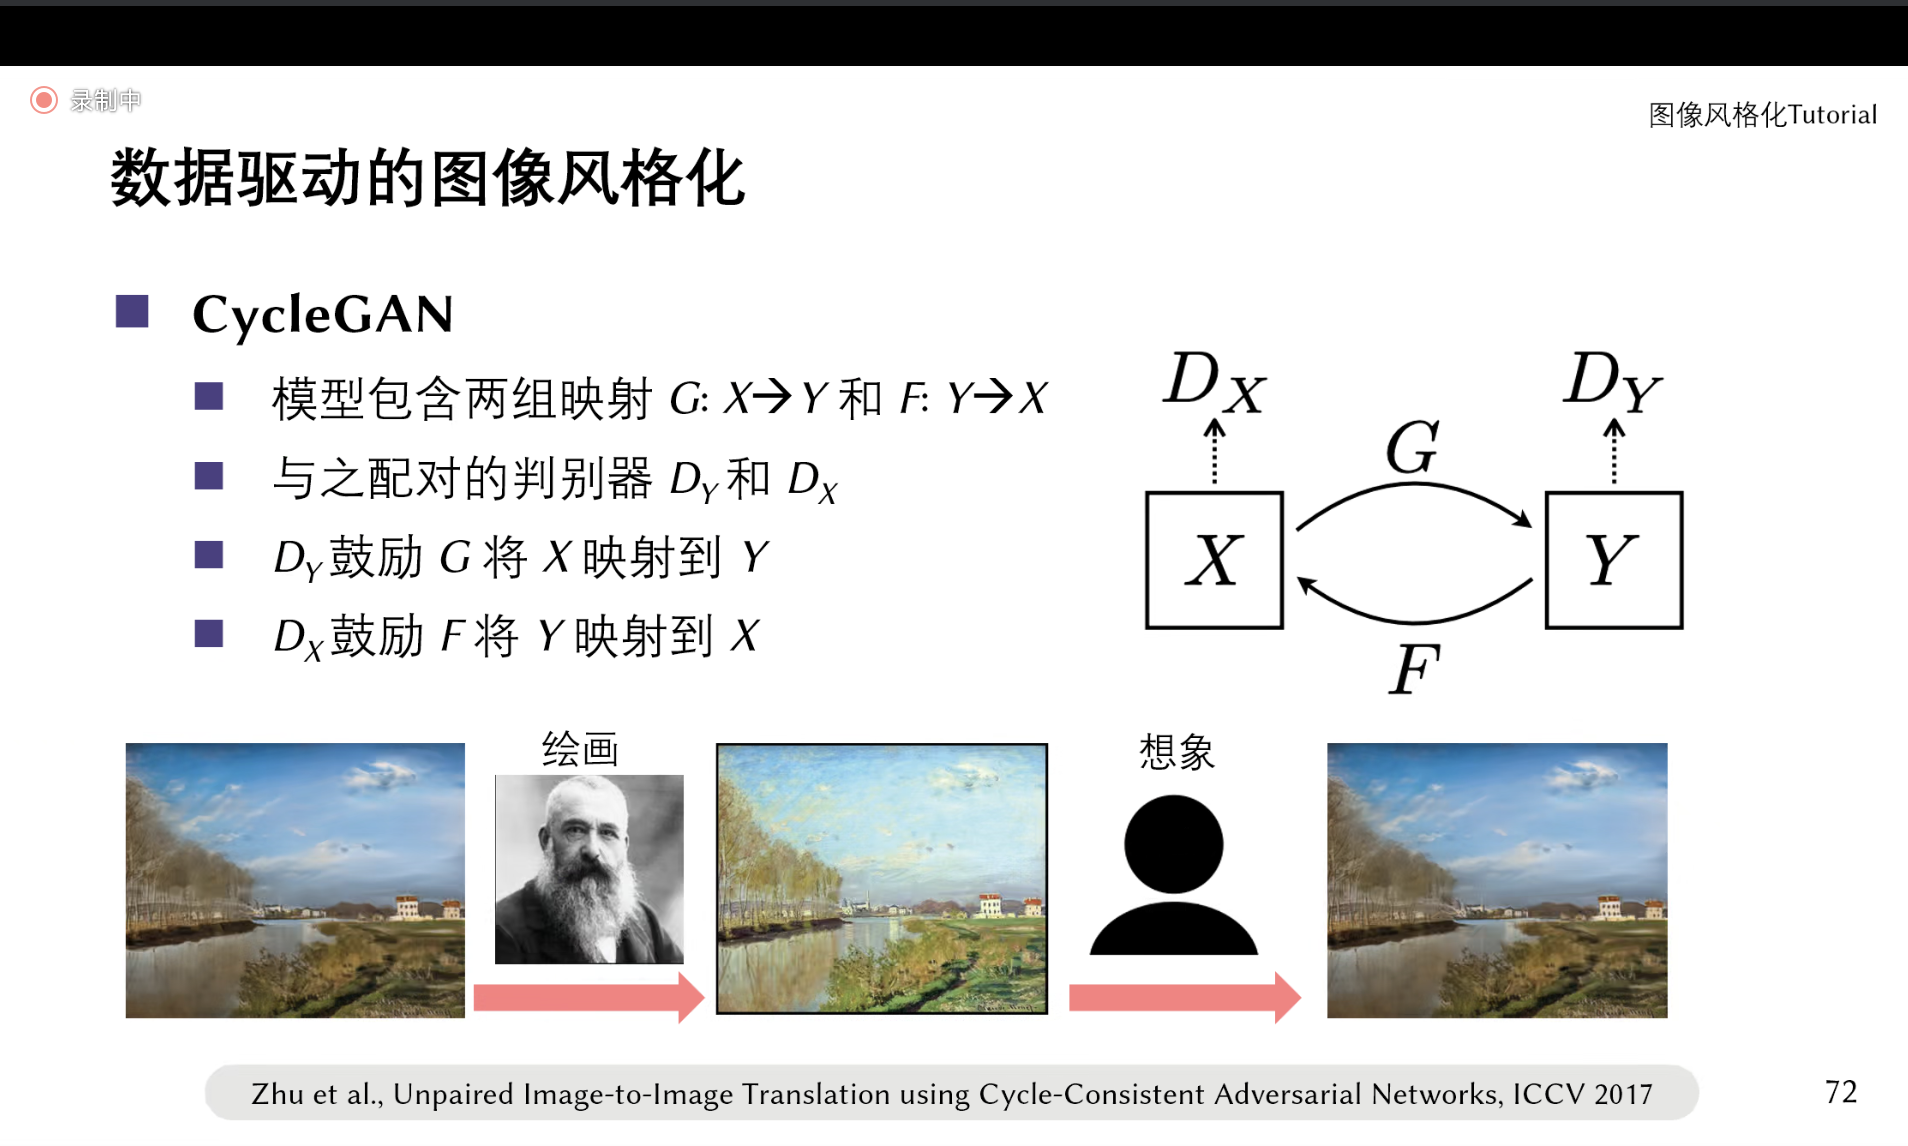 录制中
图像风格化Tutorial
数据驱动的图像风格化
CycleGAN
模型包含两组映射 G: X→Y 和 F: Y→X
与之配对的判别器 D_Y 和 D_X
D_Y 鼓励 G 将 X 映射到 Y
D_X 鼓励 F 将 Y 映射到 X
D_X
D_Y
G
X
Y
F
绘画
想象
Zhu et al., Unpaired Image-to-Image Translation using Cycle-Consistent Adversarial Networks, ICCV 2017
72